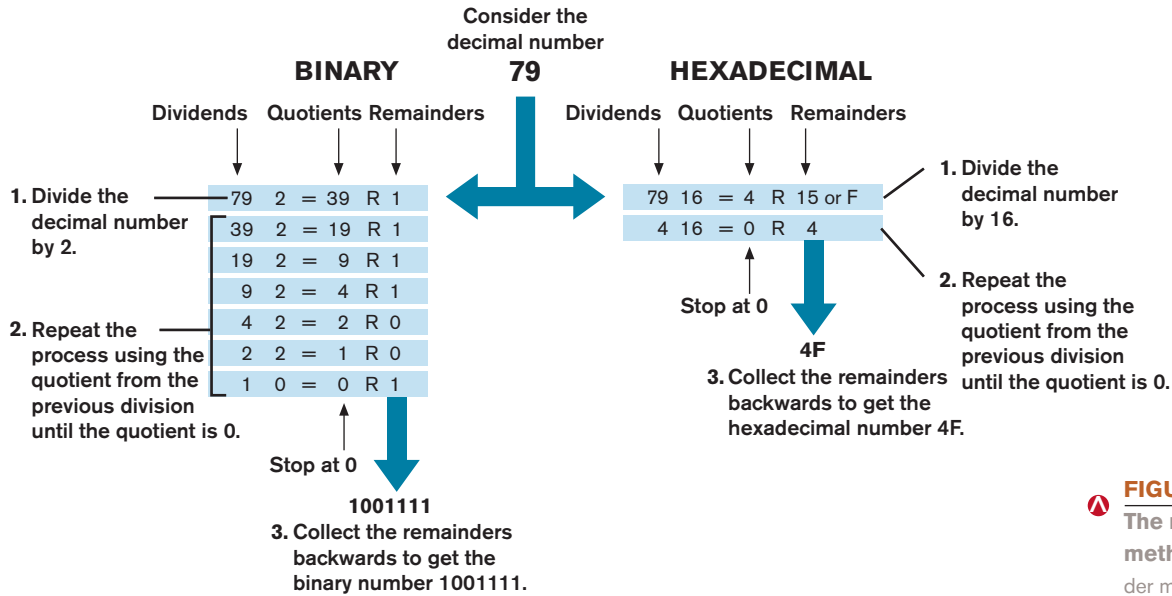 Consider the
decimal number
79
BINARY
HEXADECIMAL
Dividends Quotients Remainders
Dividends Quotients Remainders
1. Divide the
decimal number
by 2.
79 2 = 39 R 1
39 2 = 19 R 1
19 2 = 9 R 1
9 2 = 4 R 1
4 2 = 2 R 0
2 2 = 1 R 0
1 0 = 0 R 1
2. Repeat the
process using the
quotient from the
previous division
until the quotient is 0.
Stop at 0
1001111
3. Collect the remainders
backwards to get the
binary number 1001111.
79 16 = 4 R 15 or F
4 16 = 0 R 4
1. Divide the
decimal number
by 16.
2. Repeat the
process using the
quotient from the
previous division
until the quotient is 0.
Stop at 0
4F
3. Collect the remainders
backwards to get the
hexadecimal number 4F.
The